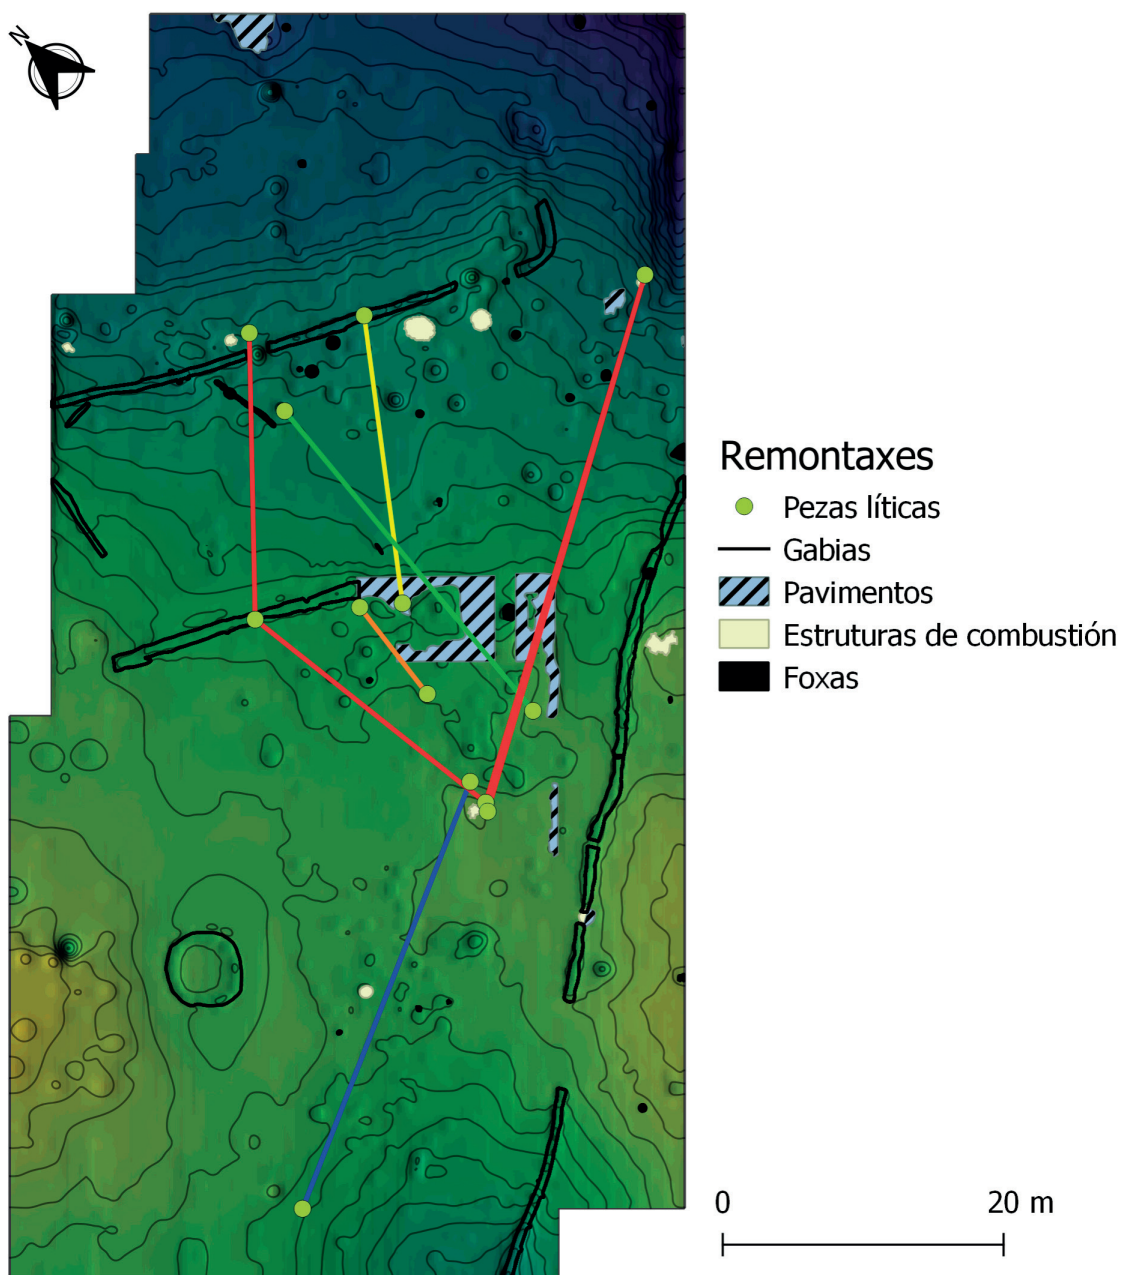 N
Remontaxes
Pezas líticas
Gabias
Pavimentos
Estruturas de combustión
Foxas
0 20 m